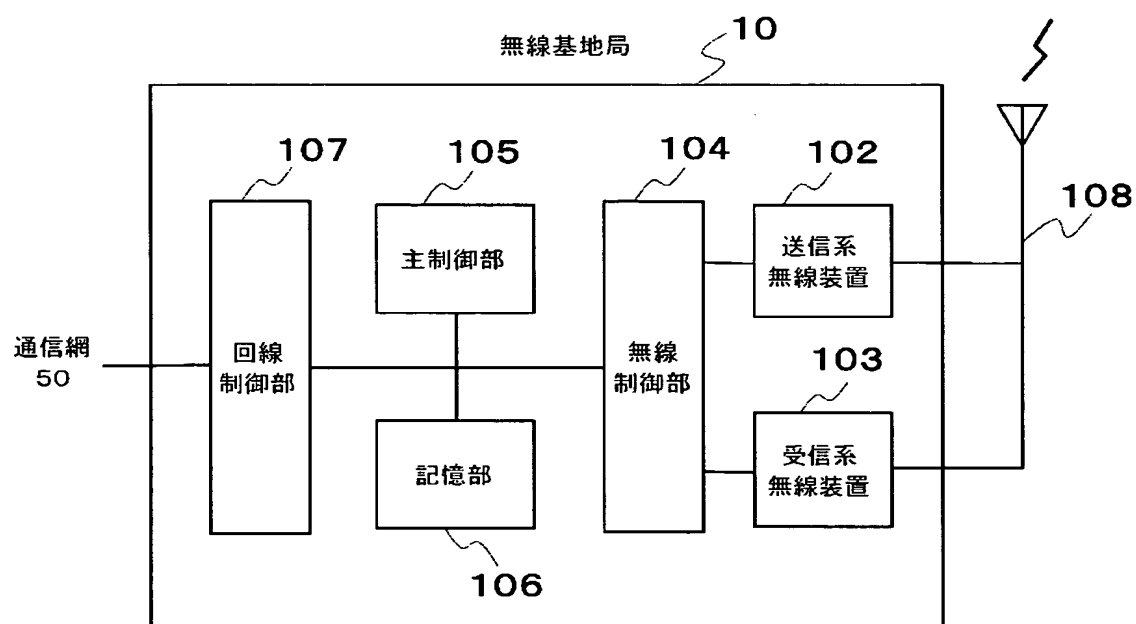 10
無線基地局
107
105
104
102
108
主制御部
送信系
無線装置
通信網
50
回線
制御部
無線
制御部
103
記憶部
受信系
無線装置
106